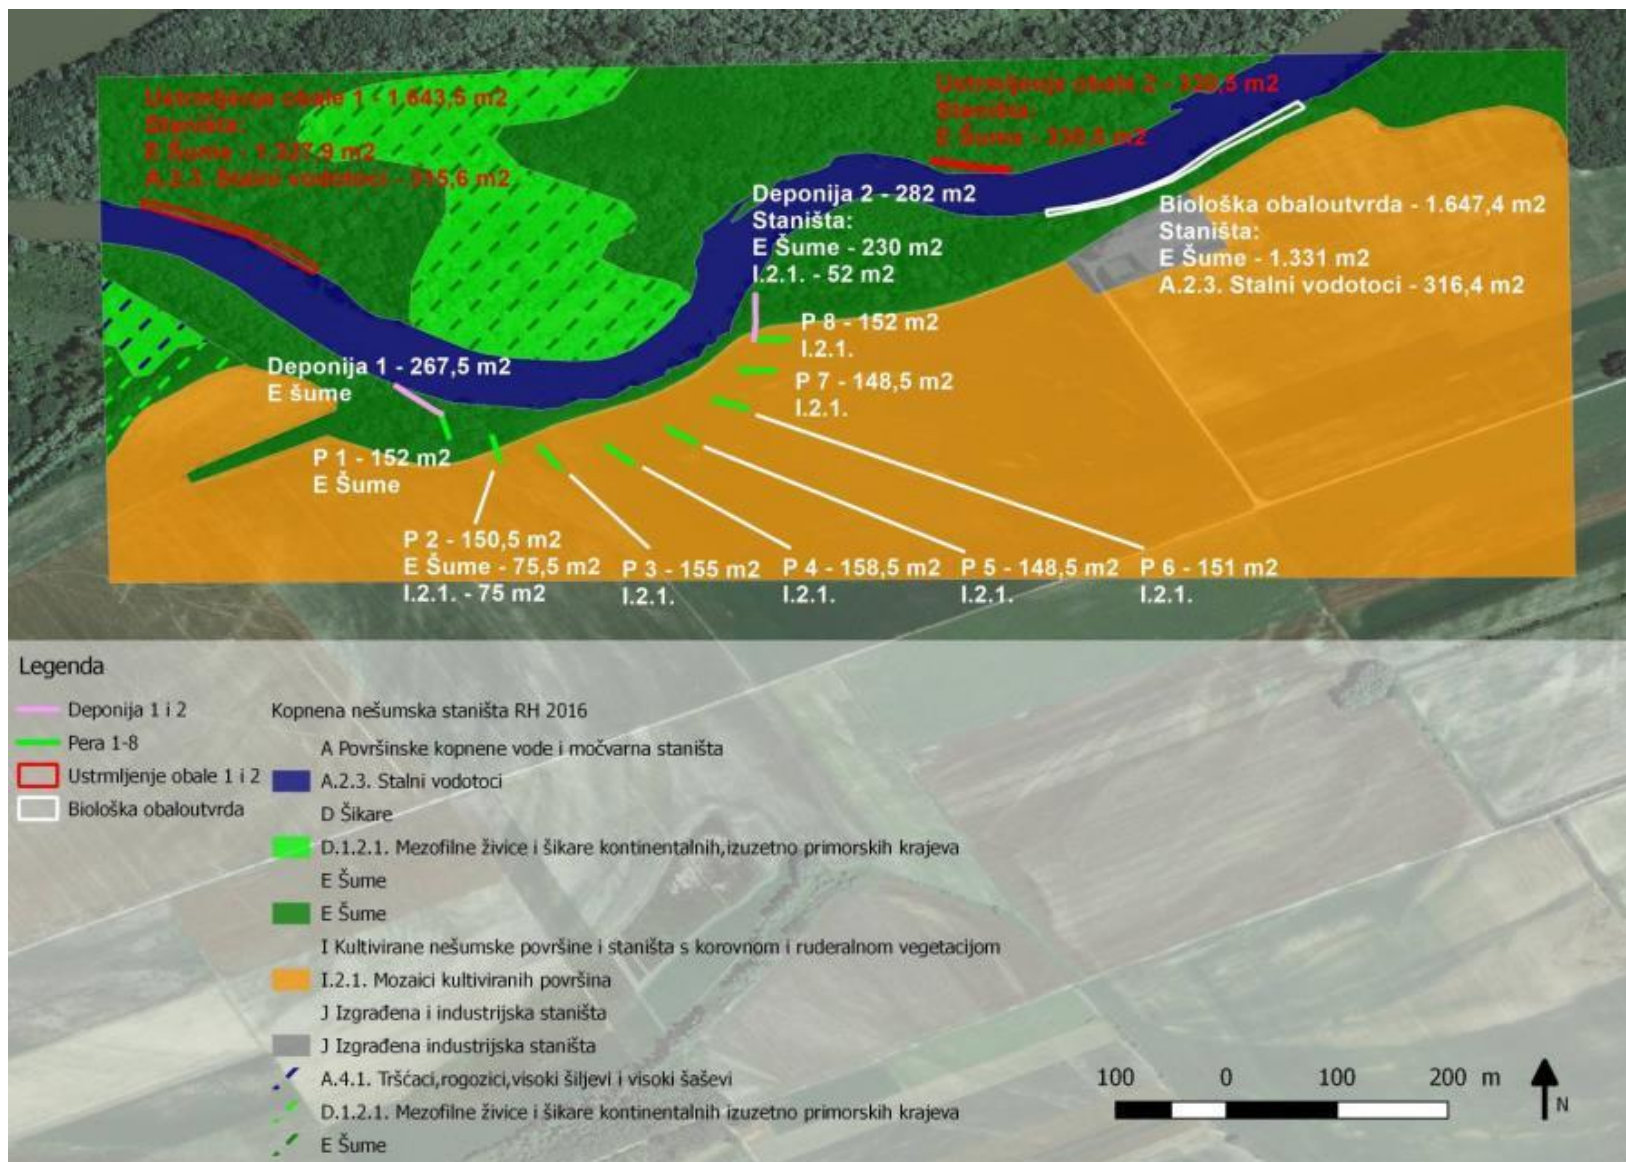 Ustrmljenje obale 1 - 1.643,5 m2
Staništa:
E Šume - 1.327,9 m2
A.2.3. Stalni vodotoci - 315,6 m2
Ustrmljenje obale 2 - m2
Staništa:
E Šume - m2
Deponija 2 - 282 m2
Staništa:
E Šume - 230 m2
I.2.1. - 52 m2
Biološka obaloutvrda - 1.647,4 m2
Staništa:
E Šume - 1.331 m2
A.2.3. Stalni vodotoci - 316,4 m2
P 8 - 152 m2
I.2.1.
P 7 - 148,5 m2
I.2.1.
Deponija 1 - 267,5 m2
E šume
P 1 - 152 m2
E Šume
P 2 - 150,5 m2
E Šume - 75,5 m2
I.2.1. - 75 m2
P 3 - 155 m2
I.2.1.
P 4 - 158,5 m2
I.2.1.
P 5 - 148,5 m2
I.2.1.
P 6 - 151 m2
I.2.1.
Legenda
Deponija 1 i 2
Pera 1-8
Ustrmljenje obale 1 i 2
Biološka obaloutvrda
Kopnena nešumska staništa RH 2016
A Površinske kopnene vode i močvarna staništa
A.2.3. Stalni vodotoci
D Šikare
D.1.2.1. Mezofilne živice i šikare kontinentalnih,izuzetno primorskih krajeva
E Šume
E Šume
I Kultivirane nešumske površine i staništa s korovnom i ruderalnom vegetacijom
I.2.1. Mozaici kultiviranih površina
J Izgrađena i industrijska staništa
J Izgrađena industrijska staništa
A.4.1. Tršćaci,rogozici,visoki šiljevi i visoki šaševi
D.1.2.1. Mezofilne živice i šikare kontinentalnih izuzetno primorskih krajeva
E Šume
100 0 100 200 m
N